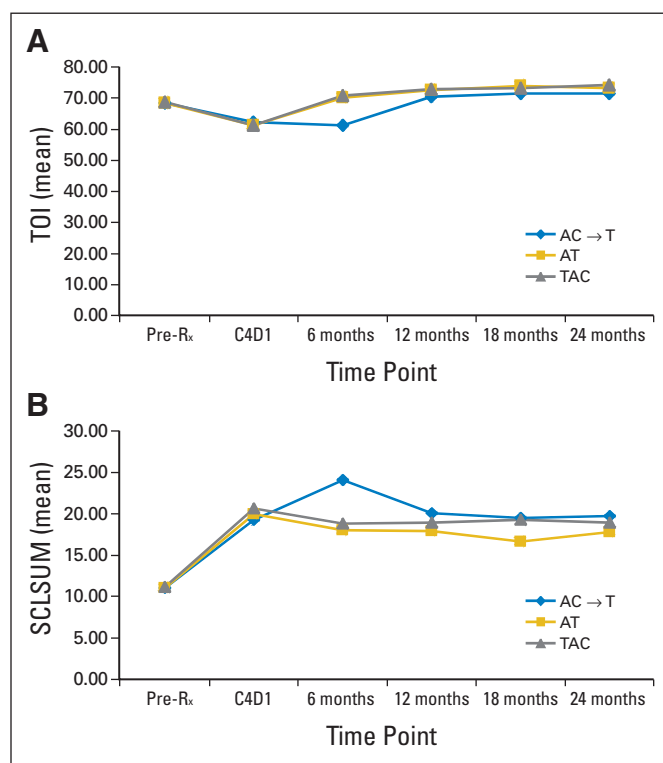 A
80.00
70.00
60.00
50.00
40.00
30.00
20.00
10.00
0.00
TOI (mean)
AC → T
AT
TAC
Pre-Rx C4D1 6 months 12 months 18 months 24 months
Time Point
B
30.00
25.00
20.00
15.00
10.00
5.00
0.00
SCLSUM (mean)
AC → T
AT
TAC
Pre-Rx C4D1 6 months 12 months 18 months 24 months
Time Point